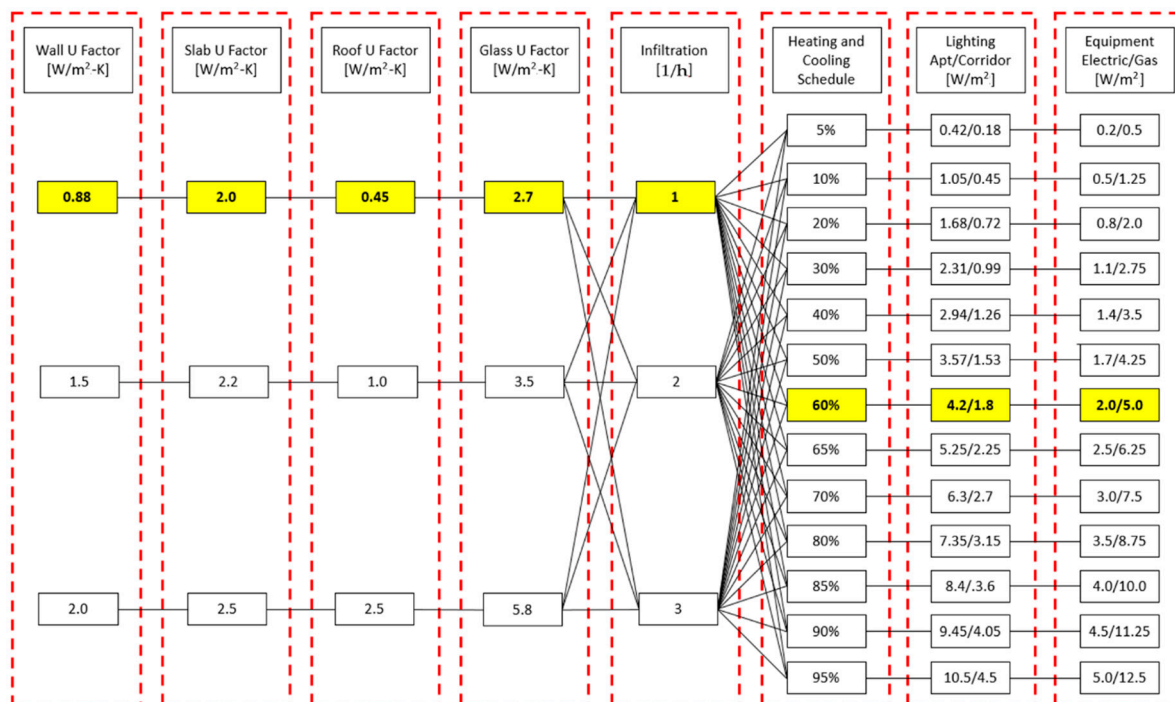 Wall U Factor
[W/m²-K]
Slab U Factor
[W/m²-K]
Roof U Factor
[W/m²-K]
Glass U Factor
[W/m²-K]
Infiltration
[1/h]
Heating and
Cooling
Schedule
Lighting
Apt/Corridor
[W/m²]
Equipment
Electric/Gas
[W/m²]
5% 0.42/0.18 0.2/0.5
0.88 2.0 0.45 2.7 1
10% 1.05/0.45 0.5/1.25
20% 1.68/0.72 0.8/2.0
30% 2.31/0.99 1.1/2.75
40% 2.94/1.26 1.4/3.5
50% 3.57/1.53 1.7/4.25
1.5 2.2 1.0 3.5 2
60% 4.2/1.8 2.0/5.0
65% 5.25/2.25 2.5/6.25
70% 6.3/2.7 3.0/7.5
80% 7.35/3.15 3.5/8.75
85% 8.4/.3.6 4.0/10.0
2.0 2.5 2.5 5.8 3
90% 9.45/4.05 4.5/11.25
95% 10.5/4.5 5.0/12.5